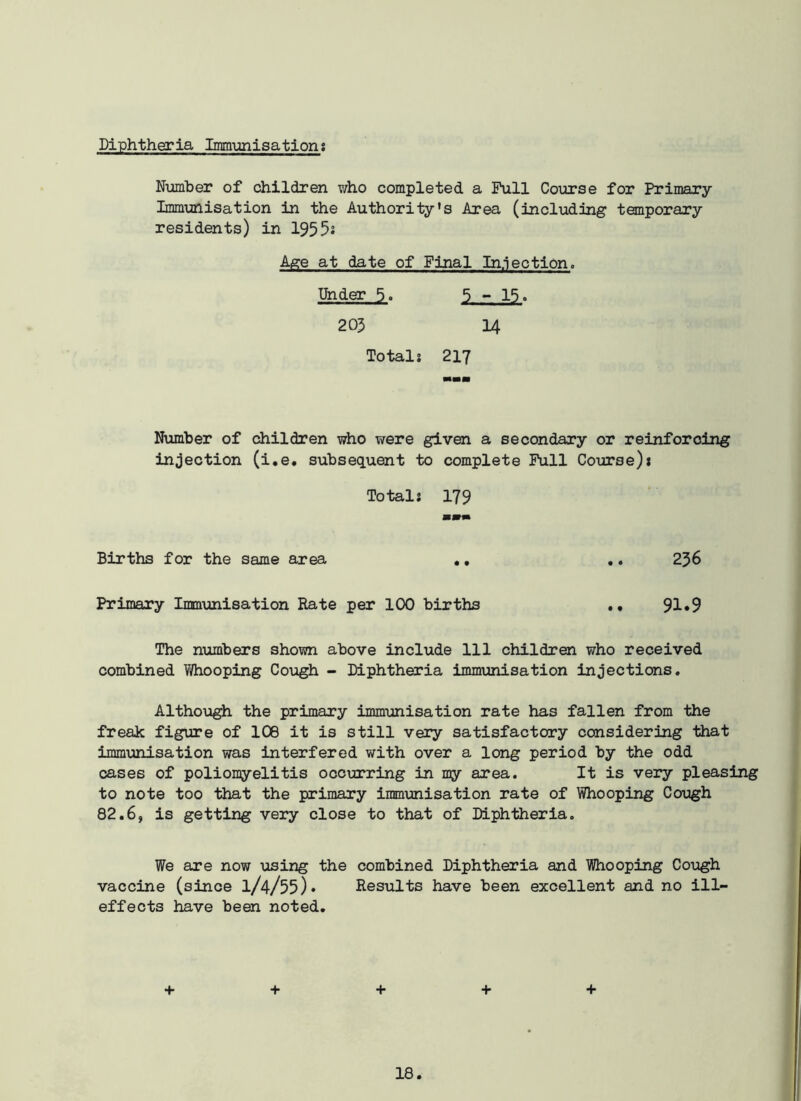 Diphtheria Immunisation:
Number of children who completed a Full Course for Primary
Immunisation in the Authority's Area (including temporary
residents) in 1955:
Age at date of Final Injection.
Under 5. 5 - 15.
203 14
Total: 217
Number of children who were given a secondary or reinforcing
injection (i.e. subsequent to complete Full Course):
Total: 179
Births for the same area .. .. 236
Primary Immunisation Rate per 100 births .. 91.9
The numbers shown above include 111 children who received
combined Whooping Cough - Diphtheria immunisation injections.
Although the primary immunisation rate has fallen from the
freak figure of 108 it is still very satisfactory considering that
immunisation was interfered with over a long period by the odd
cases of poliomyelitis occurring in my area. It is very pleasing
to note too that the primary immunisation rate of Whooping Cough
82.6, is getting very close to that of Diphtheria.
We are now using the combined Diphtheria and Whooping Cough
vaccine (since 1/4/55). Results have been excellent and no ill-
effects have been noted.
+ + + + +
18.